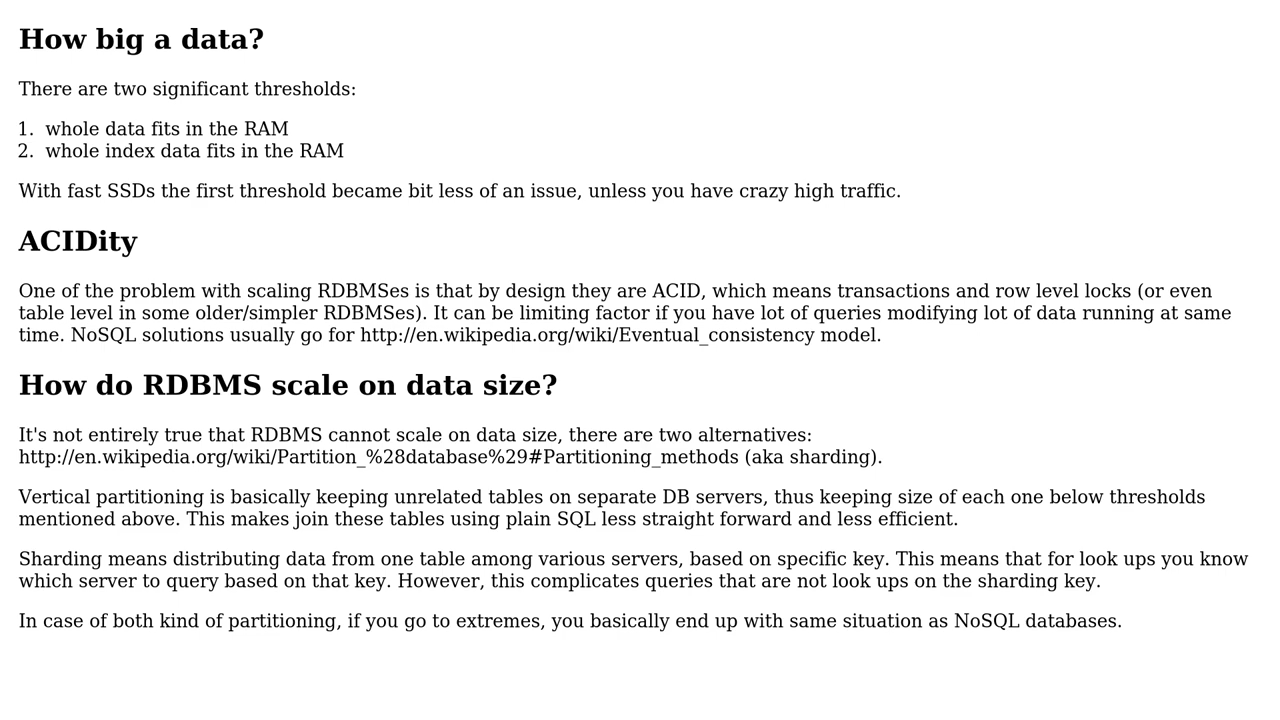 How big a data?
There are two significant thresholds:
1. whole data fits in the RAM
2. whole index data fits in the RAM
With fast SSDs the first threshold became bit less of an issue, unless you have crazy high traffic.
ACIDity
One of the problem with scaling RDBMSes is that by design they are ACID, which means transactions and row level locks (or even
table level in some older/simpler RDBMSes). It can be limiting factor if you have lot of queries modifying lot of data running at same
time. NoSQL solutions usually go for http://en.wikipedia.org/wiki/Eventual_consistency model.
How do RDBMS scale on data size?
It's not entirely true that RDBMS cannot scale on data size, there are two alternatives:
http://en.wikipedia.org/wiki/Partition_%28database%29#Partitioning_methods (aka sharding).
Vertical partitioning is basically keeping unrelated tables on separate DB servers, thus keeping size of each one below thresholds
mentioned above. This makes join these tables using plain SQL less straight forward and less efficient.
Sharding means distributing data from one table among various servers, based on specific key. This means that for look ups you know
which server to query based on that key. However, this complicates queries that are not look ups on the sharding key.
In case of both kind of partitioning, if you go to extremes, you basically end up with same situation as NoSQL databases.